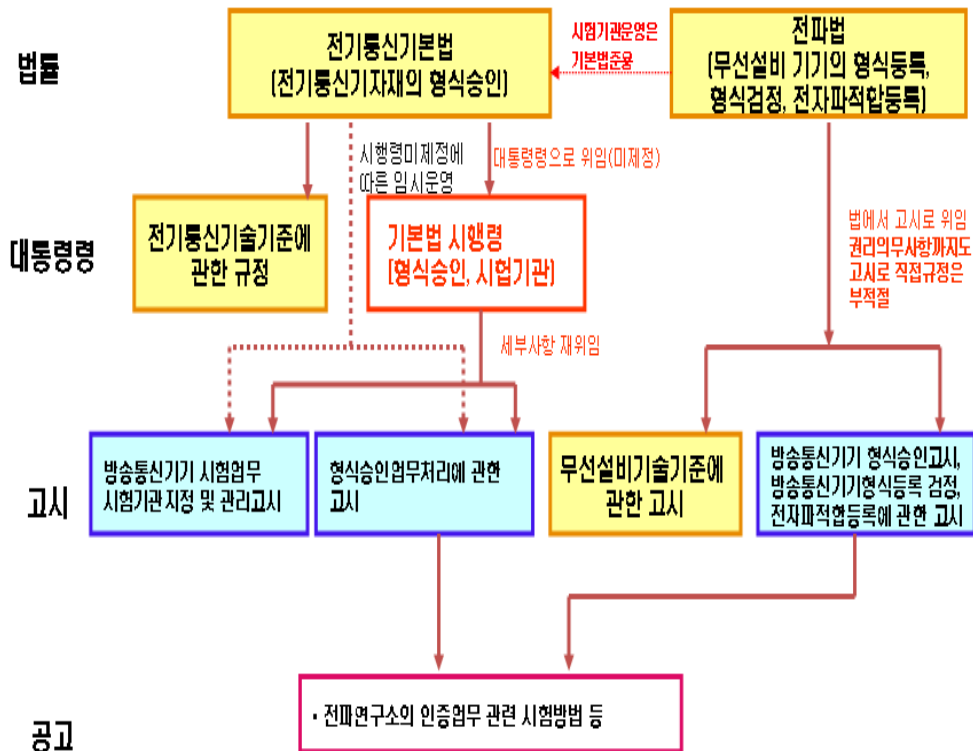 법률
전기통신기본법
(전기통신기자재의 형식승인)
시험기관운영은
기본법준용
전파법
(무선설비 기기의 형식등록,
형식검정, 전자파적합등록)
시행령미제정에
따른 임시운영
대통령령으로 위임(미제정)
대통령령
전기통신기술기준에
관한 규정
기본법 시행령
[형식승인, 시험기관)
법에서 고시로 위임
권리의무사항까지도
고시로 직접규정은
부적절
세부사항 재위임
고시
방송통신기기 시험업무
시험기관지정 및 관리고시
형식승인업무처리에 관한
고시
무선설비기술기준에
관한 고시
방송통신기기 형식승인고시,
방송통신기기형식등록 검정,
전자파적합등록에 관한 고시
공고
· 전파연구소의 인증업무 관련 시험방법 등